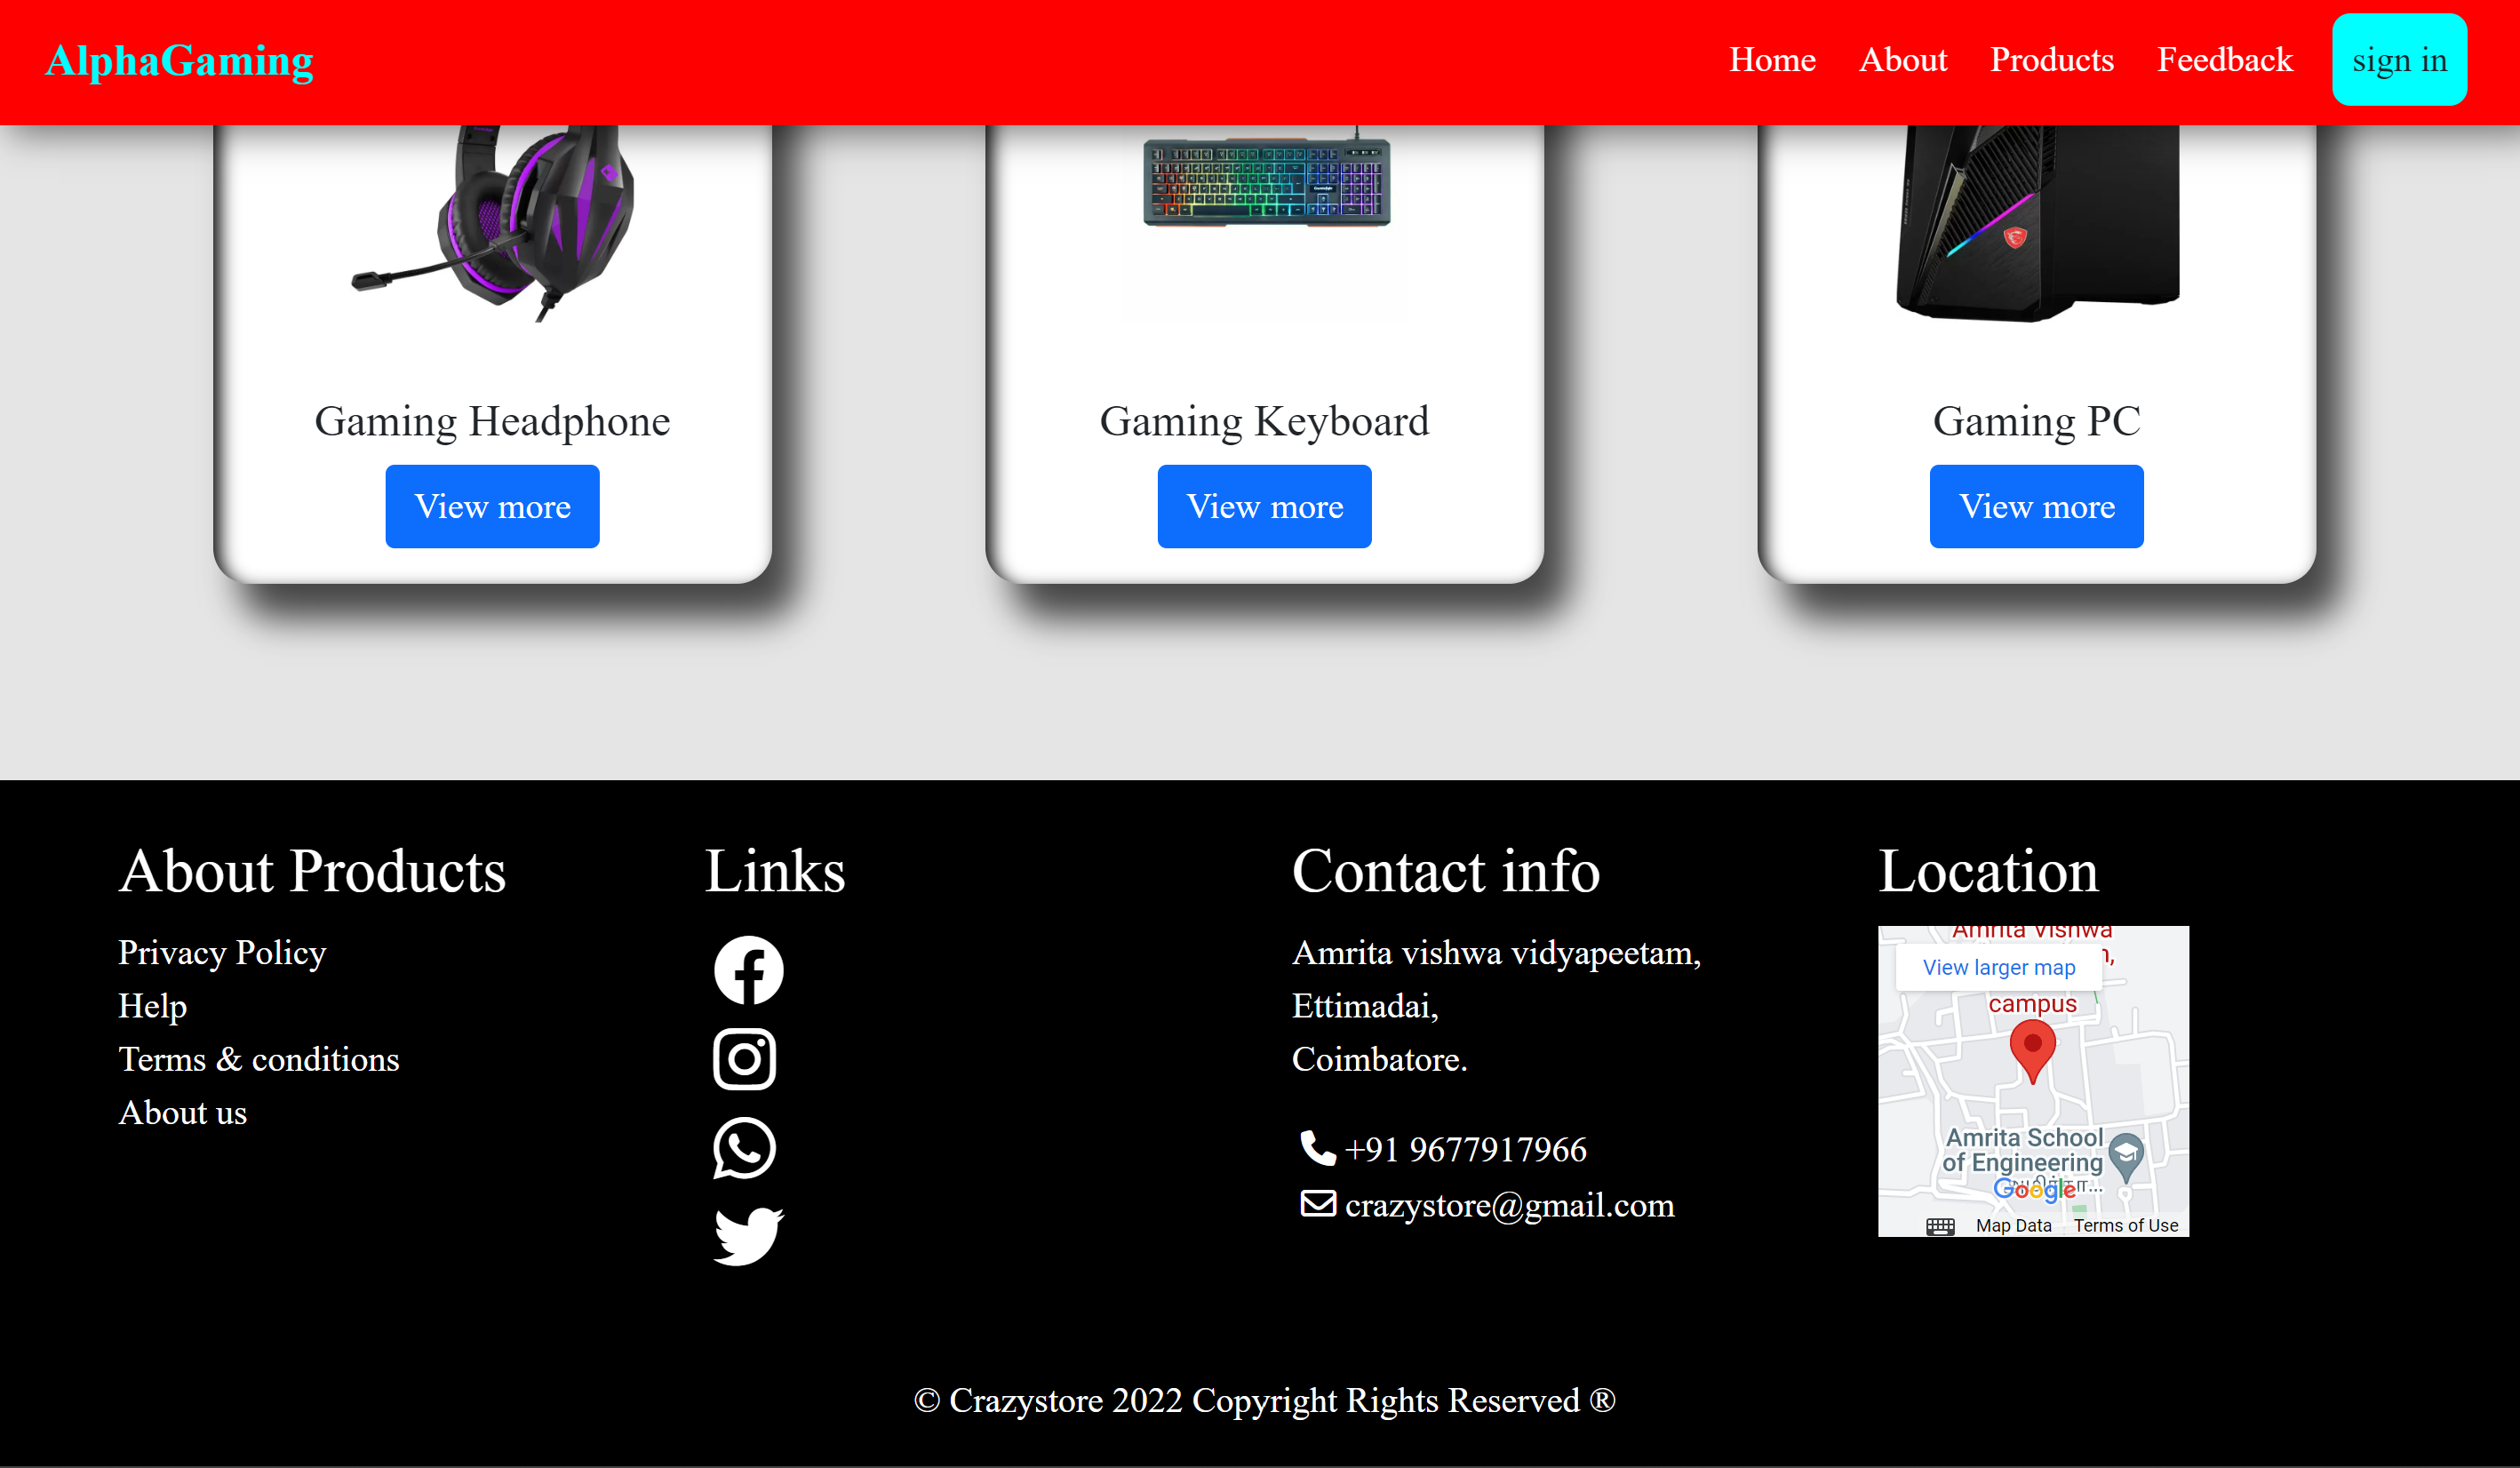 AlphaGaming
Home About Products Feedback sign in
Gaming Headphone
View more
Gaming Keyboard
View more
Gaming PC
View more
About Products
Privacy Policy
Help
Terms & conditions
About us
Links
Contact info
Amrita vishwa vidyapeetam,
Ettimadai,
Coimbatore.
+91 9677917966
crazystore@gmail.com
Location
Amrita Vishwa
View larger map
campus
Amrita School
of Engineering
Google
Map Data Terms of Use
© Crazystore 2022 Copyright Rights Reserved ®